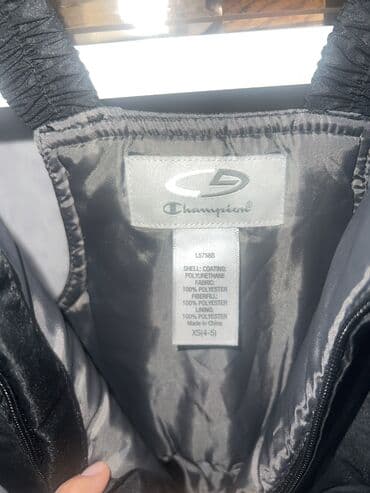 Champion
L5758B
SHELL: COATING:
POLYURETHANE
FABRIC:
100% POLYESTER
FIBERFILL:
100% POLYESTER
LINING:
100% POLYESTER
Made in China
XS(4-5)